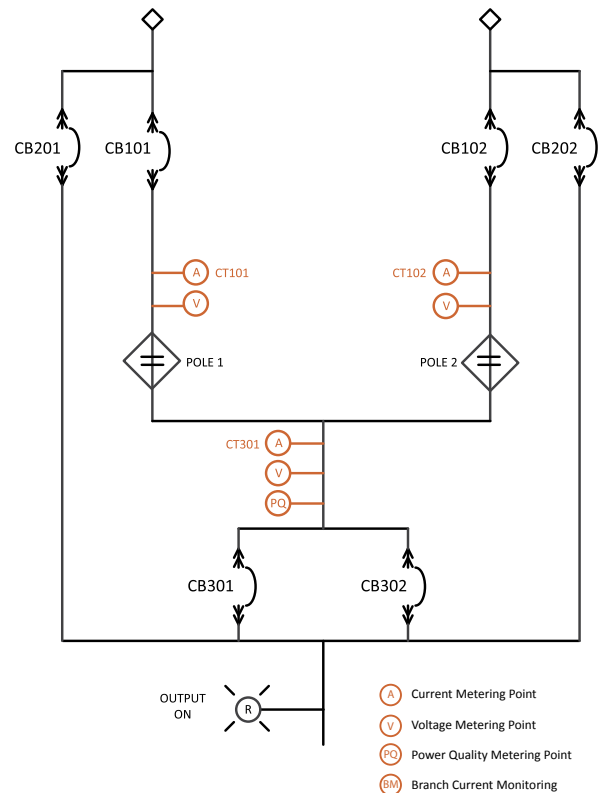 CB201
CB101
CB102
CB202
A
CT101
CT102
A
V
V
POLE 1
POLE 2
CT301
A
V
PQ
CB301
CB302
OUTPUT
ON
R
A Current Metering Point
V Voltage Metering Point
PQ Power Quality Metering Point
BM Branch Current Monitoring